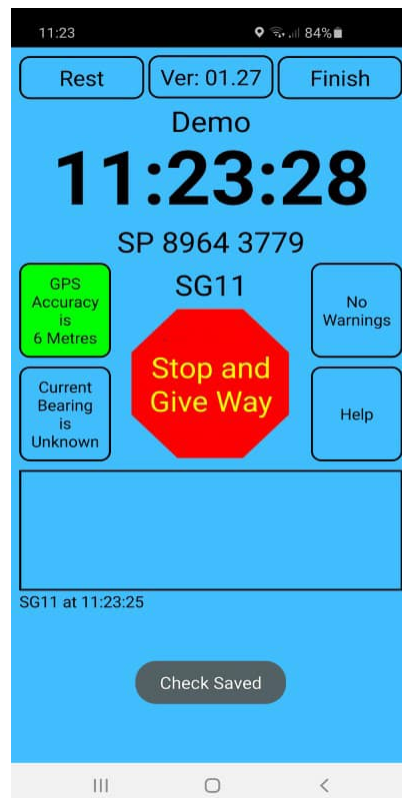 11:23
84%
Rest
Ver: 01.27
Finish
Demo
11:23:28
SP 8964 3779
GPS
Accuracy
is
6 Metres
SG11
No
Warnings
Stop and
Give Way
Current
Bearing
is
Unknown
Help
SG11 at 11:23:25
Check Saved